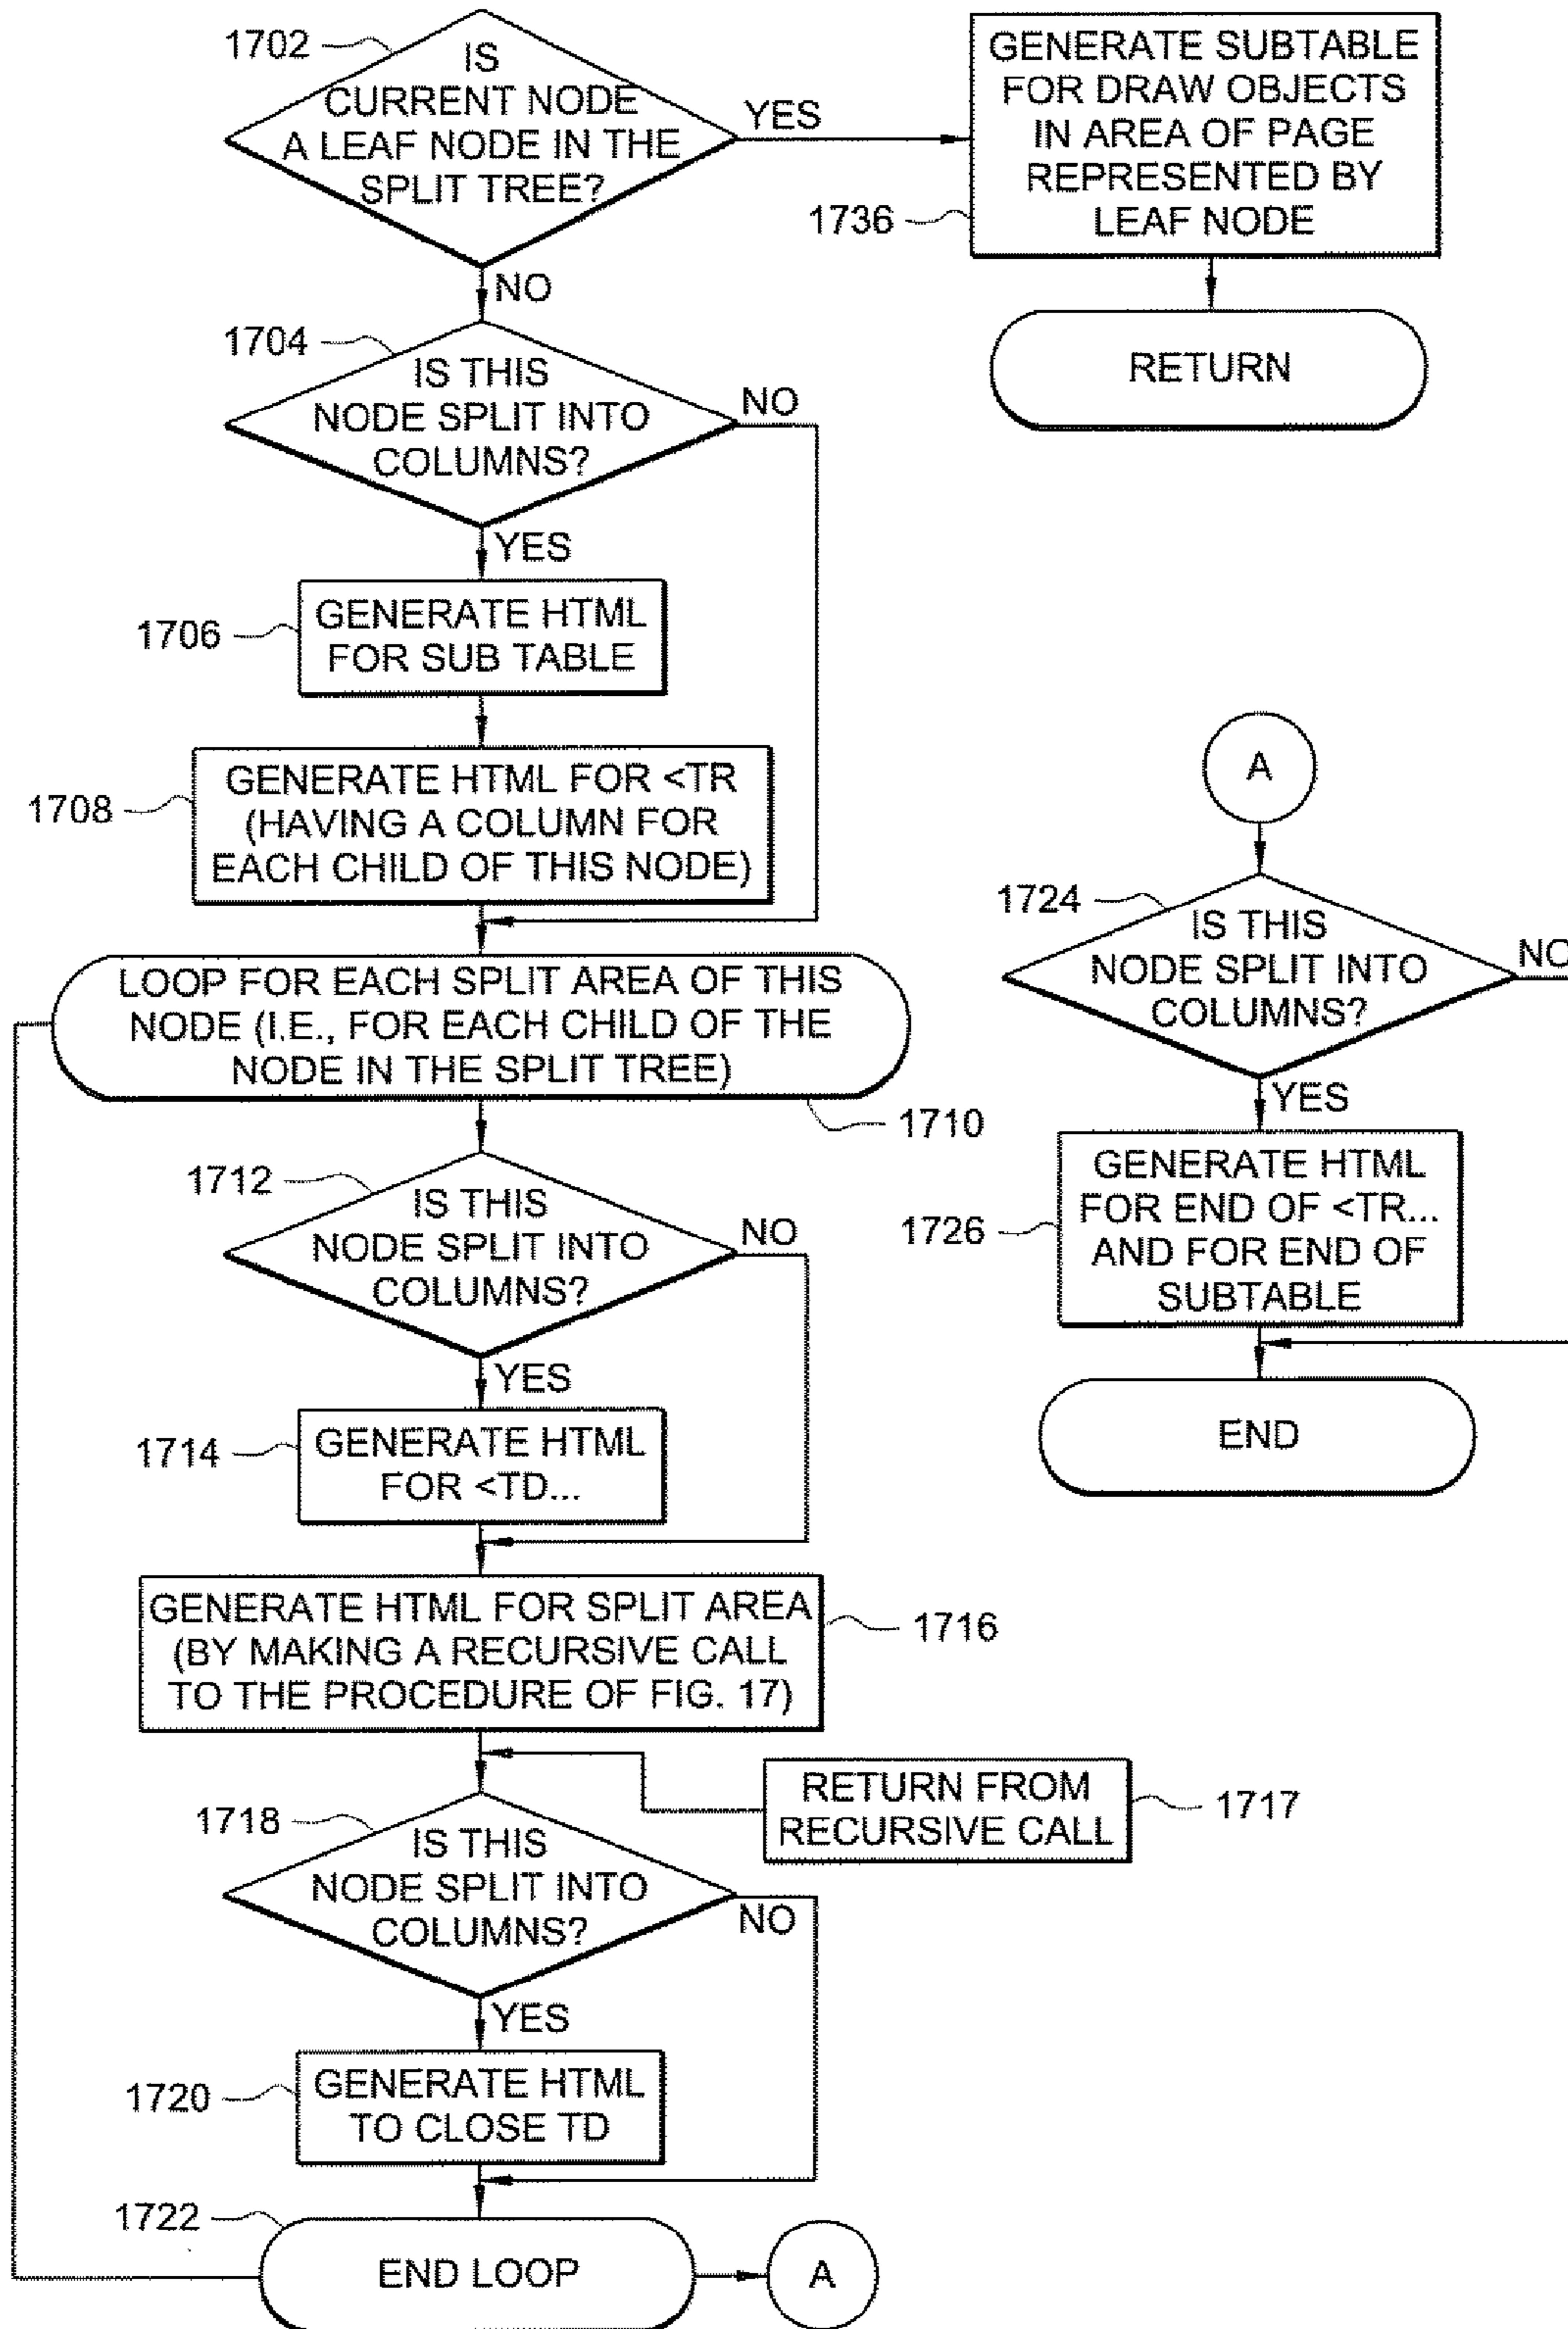 1702
IS
CURRENT NODE
A LEAF NODE IN THE
SPLIT TREE?
YES
NO
GENERATE SUBTABLE
FOR DRAW OBJECTS
IN AREA OF PAGE
REPRESENTED BY
LEAF NODE
1736
RETURN
1704
IS THIS
NODE SPLIT INTO
COLUMNS?
NO
YES
1706
GENERATE HTML
FOR SUB TABLE
1708
GENERATE HTML FOR <TR
(HAVING A COLUMN FOR
EACH CHILD OF THIS NODE)
LOOP FOR EACH SPLIT AREA OF THIS
NODE (I.E., FOR EACH CHILD OF THE
NODE IN THE SPLIT TREE)
1710
1712
IS THIS
NODE SPLIT INTO
COLUMNS?
NO
YES
1714
GENERATE HTML
FOR <TD...
GENERATE HTML FOR SPLIT AREA
(BY MAKING A RECURSIVE CALL
TO THE PROCEDURE OF FIG. 17)
1716
RETURN FROM
RECURSIVE CALL
1717
1718
IS THIS
NODE SPLIT INTO
COLUMNS?
NO
YES
1720
GENERATE HTML
TO CLOSE TD
1722
END LOOP
A
A
1724
IS THIS
NODE SPLIT INTO
COLUMNS?
NO
YES
1726
GENERATE HTML
FOR END OF <TR...
AND FOR END OF
SUBTABLE
END